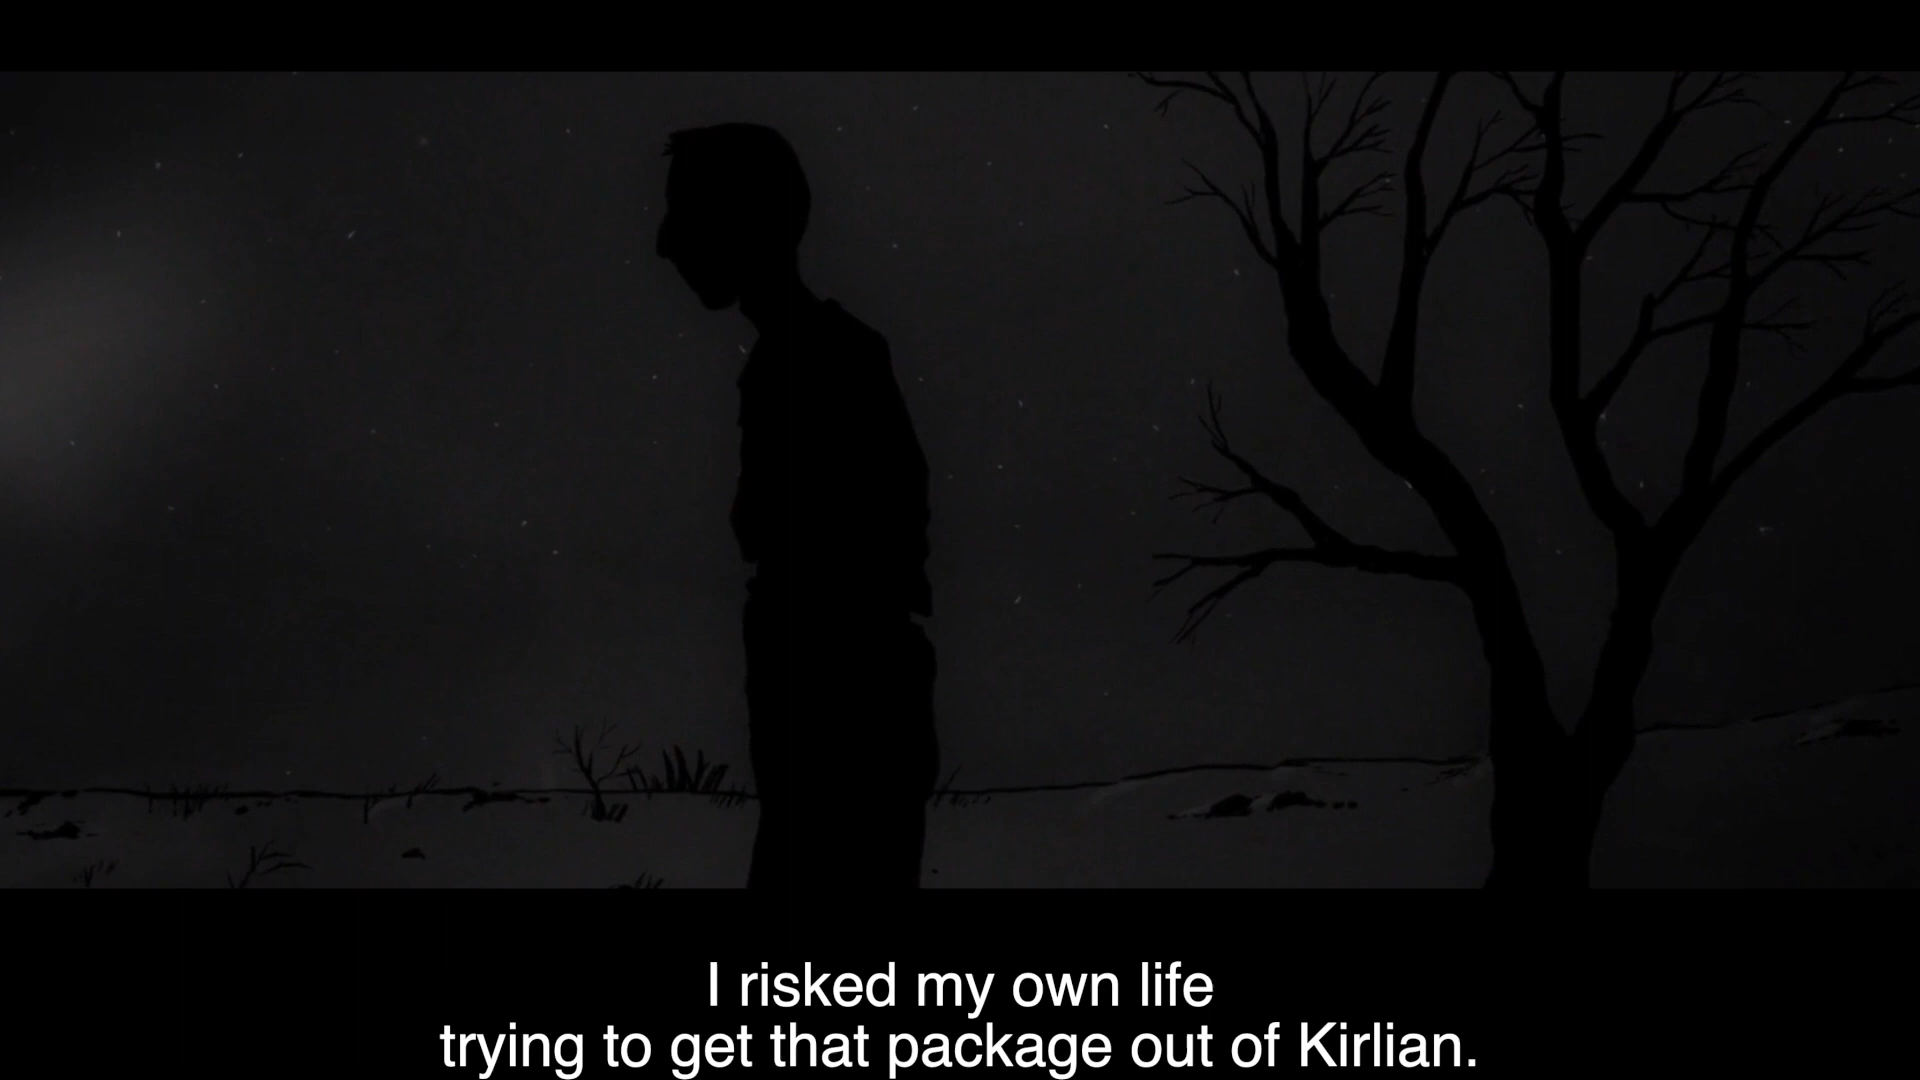 I risked my own life
trying to get that package out of Kirlian.